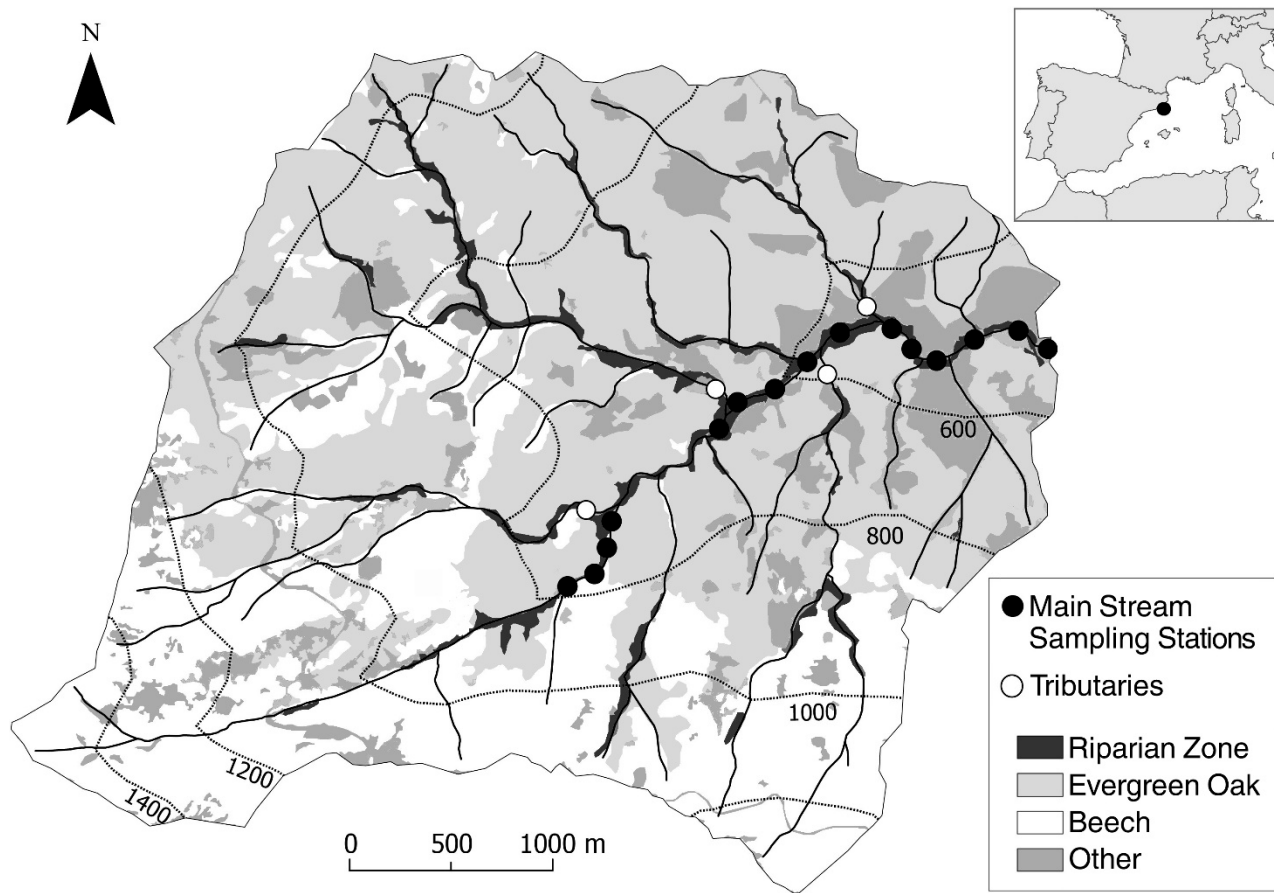 N
600
800
1000
1200
1400
0 500 1000 m
Main Stream
Sampling Stations
Tributaries
Riparian Zone
Evergreen Oak
Beech
Other